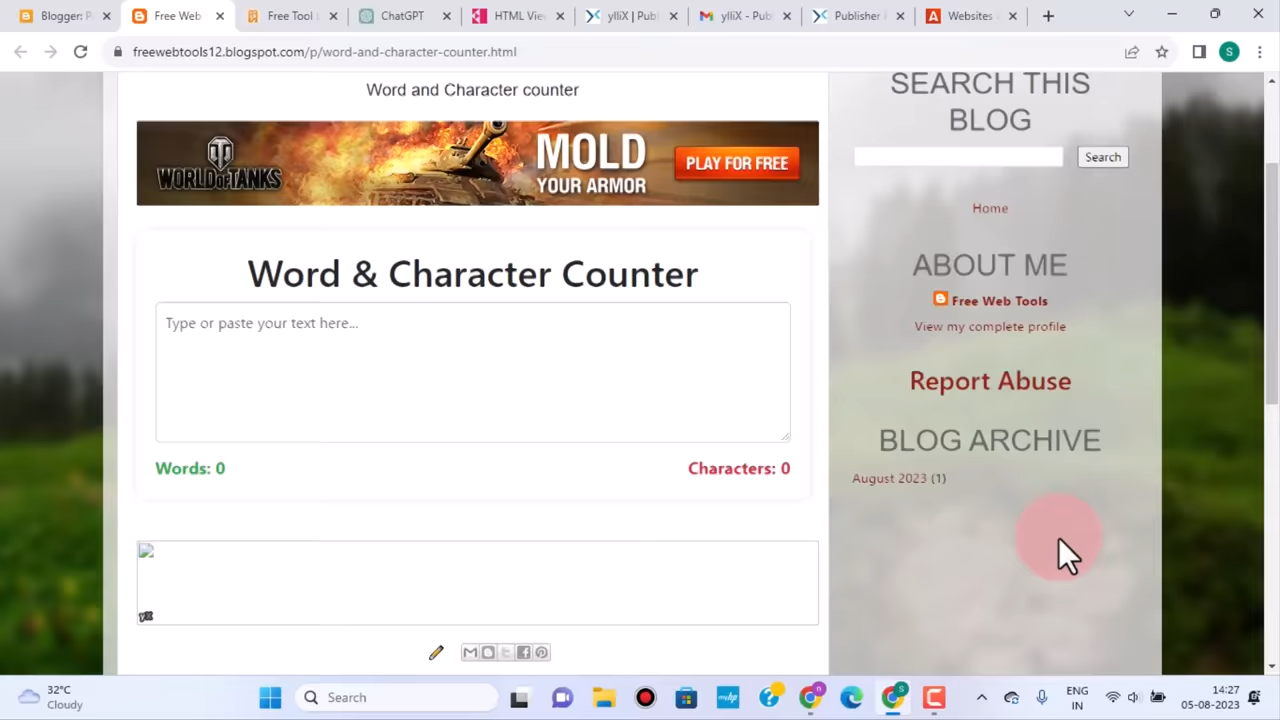 Blogger: P
Free Web
Free Tool L
ChatGPT
HTML Vie
ylliX | Publ
ylliX - Pub
Publisher
Websites
freewebtools12.blogspot.com/p/word-and-character-counter.html
S
Word and Character counter
WORLD OF TANKS
MOLD
YOUR ARMOR
PLAY FOR FREE
Word & Character Counter
Type or paste your text here...
Words: 0
Characters: 0
yX
SEARCH THIS
BLOG
Search
Home
ABOUT ME
Free Web Tools
View my complete profile
Report Abuse
BLOG ARCHIVE
August 2023 (1)
32°C
Cloudy
Search
ENG
IN
14:27
05-08-2023